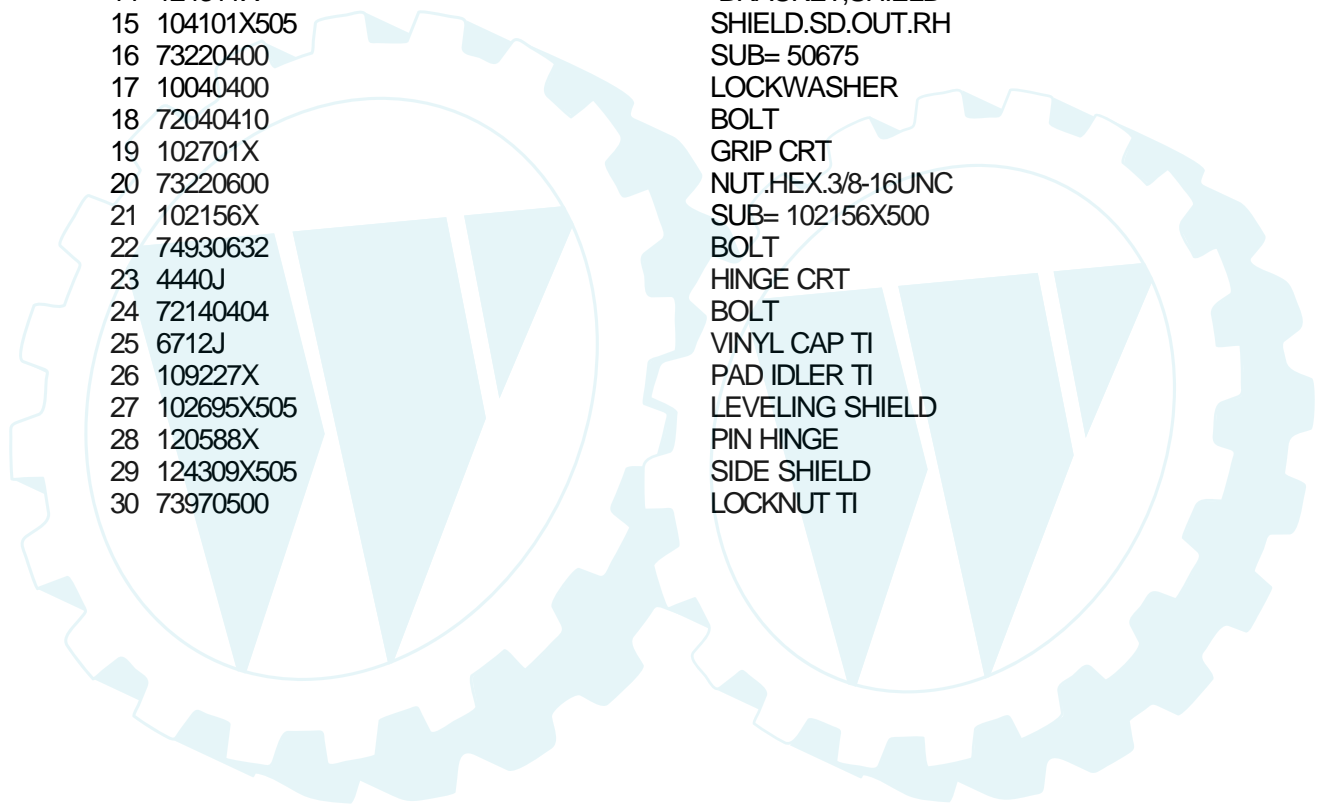 15 104101X505 SHIELD.SD.OUT.RH
16 73220400 SUB= 50675
17 10040400 LOCKWASHER
18 72040410 BOLT
19 102701X GRIP CRT
20 73220600 NUT.HEX.3/8-16UNC
21 102156X SUB= 102156X500
22 74930632 BOLT
23 4440J HINGE CRT
24 72140404 BOLT
25 6712J VINYL CAP TI
26 109227X PAD IDLER TI
27 102695X505 LEVELING SHIELD
28 120588X PIN HINGE
29 124309X505 SIDE SHIELD
30 73970500 LOCKNUT TI